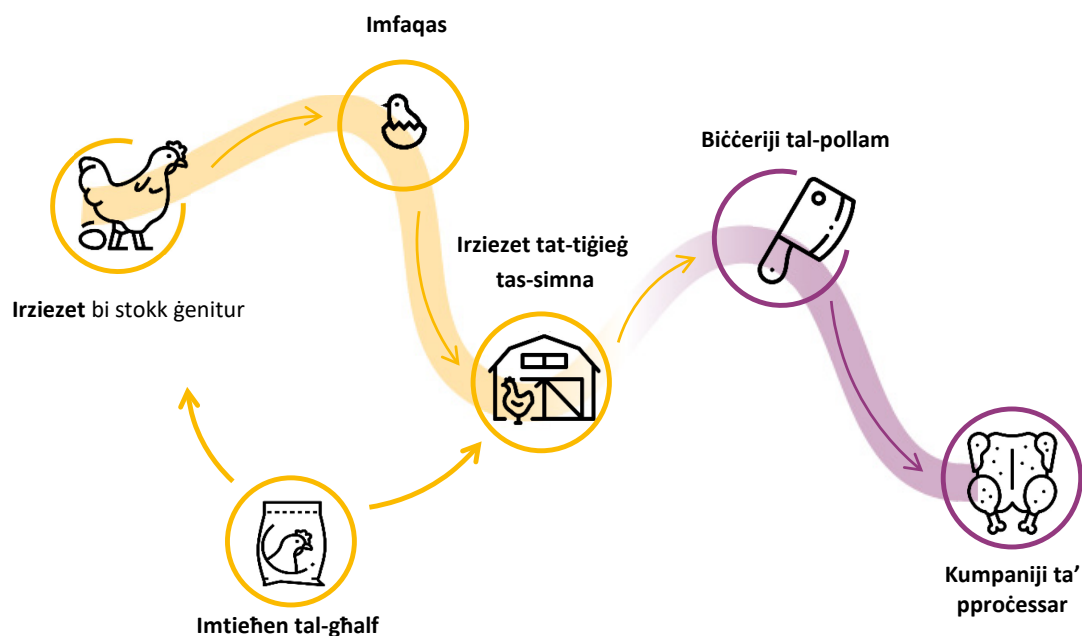 Imfaqas
Biċċeriji tal-pollam
Irziezet tat-tiġieġ
tas-simna
Irziezet bi stokk ġenitur
Imtieħen tal-għalf
Kumpaniji ta’
pproċessar